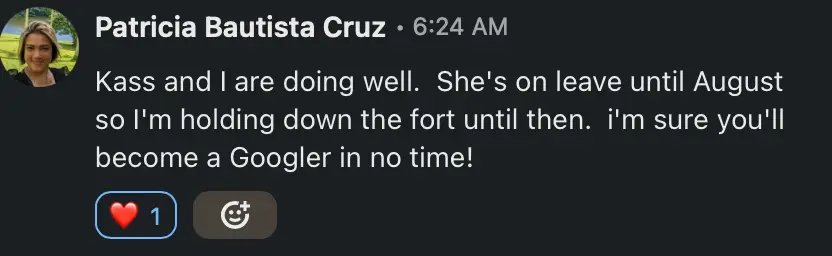 Patricia Bautista Cruz • 6:24 AM
Kass and I are doing well.  She's on leave until August
so I'm holding down the fort until then.  i'm sure you'll
become a Googler in no time!
❤️ 1